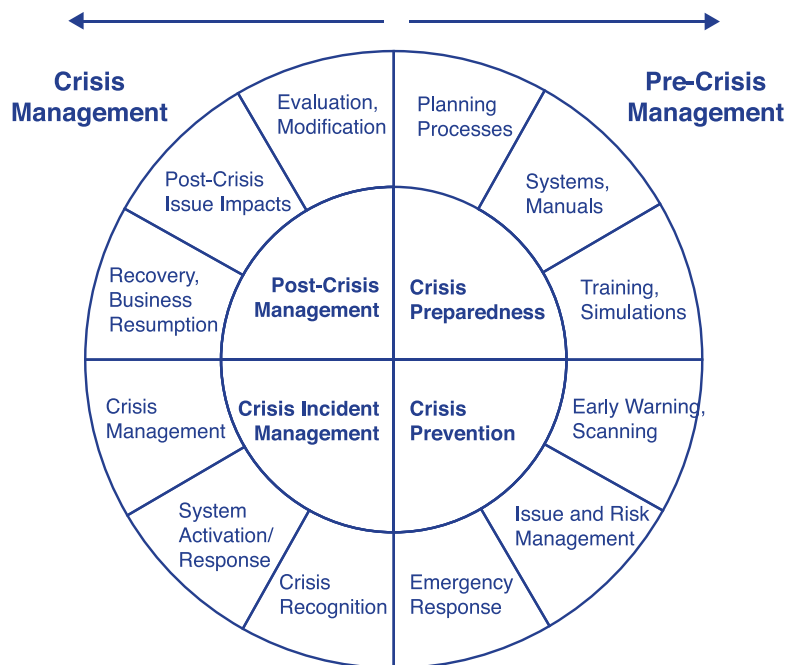 Crisis
Management
Pre-Crisis
Management
Evaluation,
Modification
Planning
Processes
Post-Crisis
Issue Impacts
Systems,
Manuals
Recovery,
Business
Resumption
Post-Crisis
Management
Crisis
Preparedness
Training,
Simulations
Crisis
Management
Crisis Incident
Management
Crisis
Prevention
Early Warning,
Scanning
System
Activation/
Response
Issue and Risk
Management
Crisis
Recognition
Emergency
Response